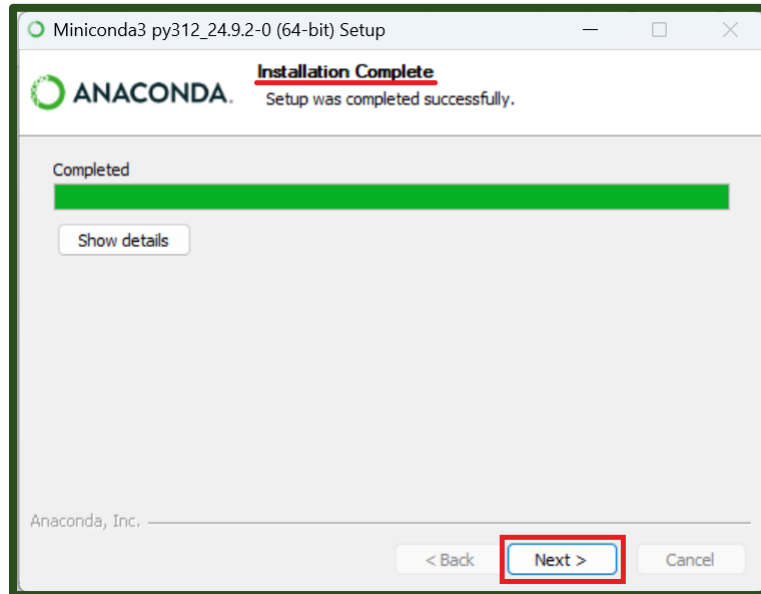 Miniconda3 py312_24.9.2-0 (64-bit) Setup
ANACONDA.
Installation Complete
Setup was completed successfully.
Completed
Show details
Anaconda, Inc.
< Back
Next >
Cancel